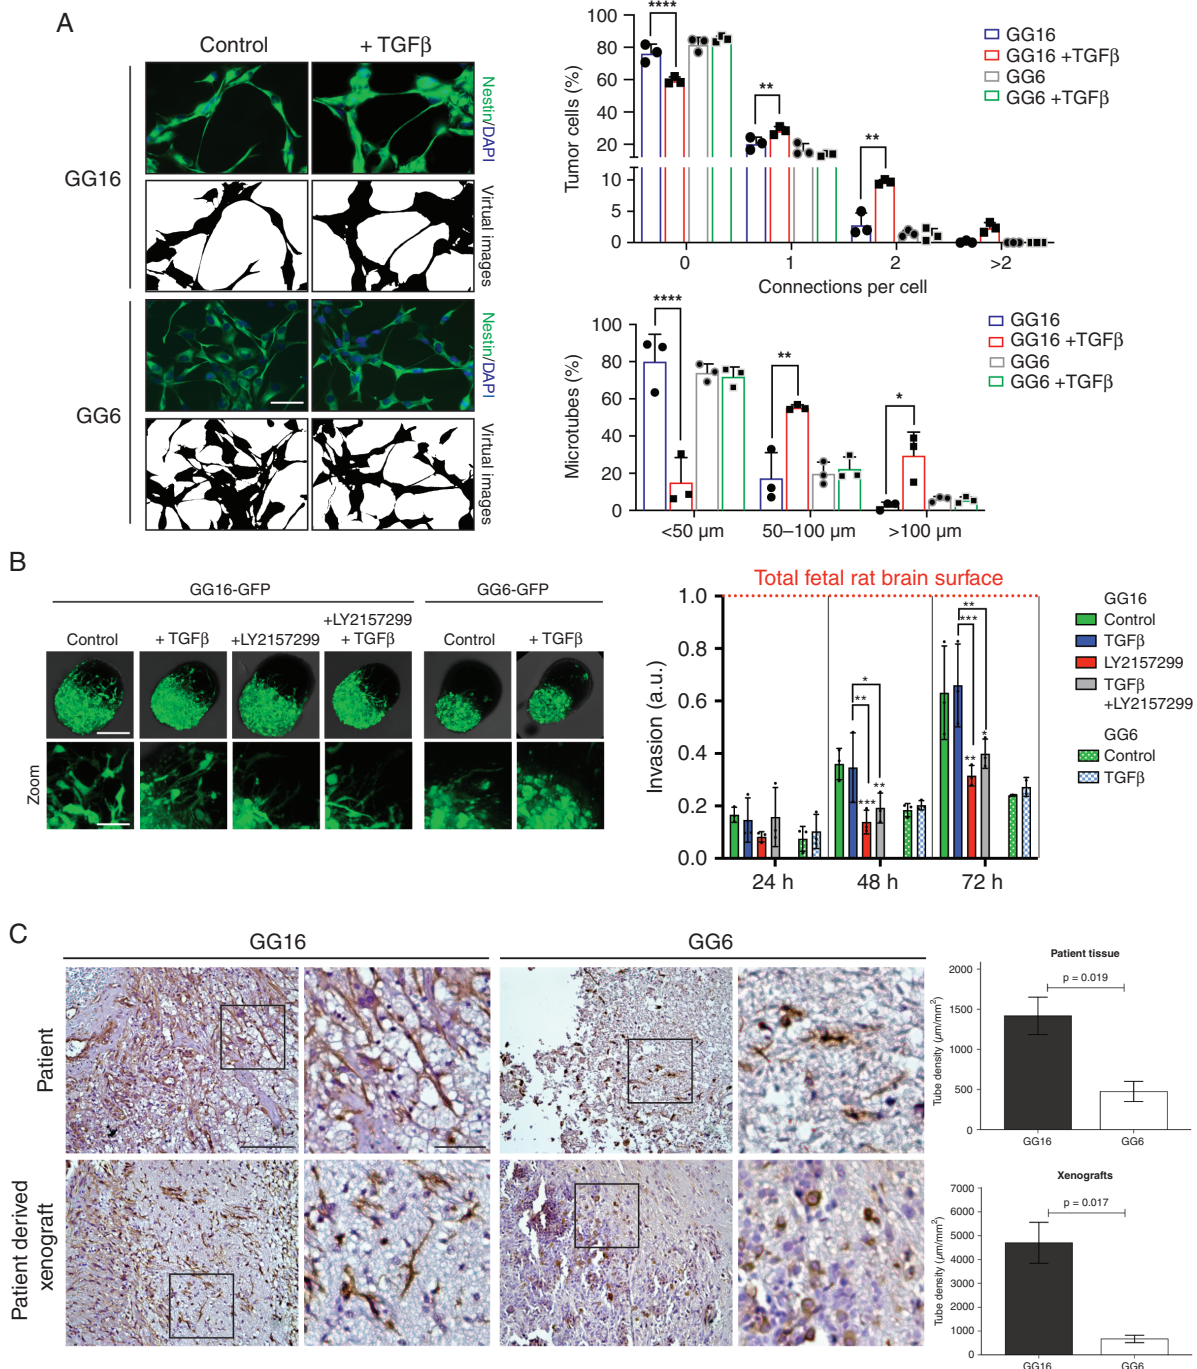 A
Control
+ TGFβ
GG16
Nestin/DAPI
Virtual images
GG6
Nestin/DAPI
Virtual images
Tumor cells (%)
100
80
60
40
20
10
5
0
****
**
**
0
1
2
>2
Connections per cell
GG16
GG16 +TGFβ
GG6
GG6 +TGFβ
Microtubes (%)
100
80
60
40
20
0
****
**
*
<50 µm
50–100 µm
>100 µm
GG16
GG16 +TGFβ
GG6
GG6 +TGFβ
B
GG16-GFP
GG6-GFP
Control
+ TGFβ
+LY2157299
+LY2157299
+ TGFβ
Control
+ TGFβ
Zoom
Total fetal rat brain surface
Invasion (a.u.)
1.0
0.8
0.6
0.4
0.2
0.0
*
**
***
**
**
***
**
*
24 h
48 h
72 h
GG16
Control
TGFβ
LY2157299
TGFβ
+LY2157299
GG6
Control
TGFβ
C
GG16
GG6
Patient
Patient derived
xenograft
Patient tissue
p = 0.019
Tube density (µm/mm²)
2000
1500
1000
500
0
GG16
GG6
Xenografts
p = 0.017
Tube density (µm/mm²)
7000
6000
5000
4000
3000
2000
1000
0
GG16
GG6